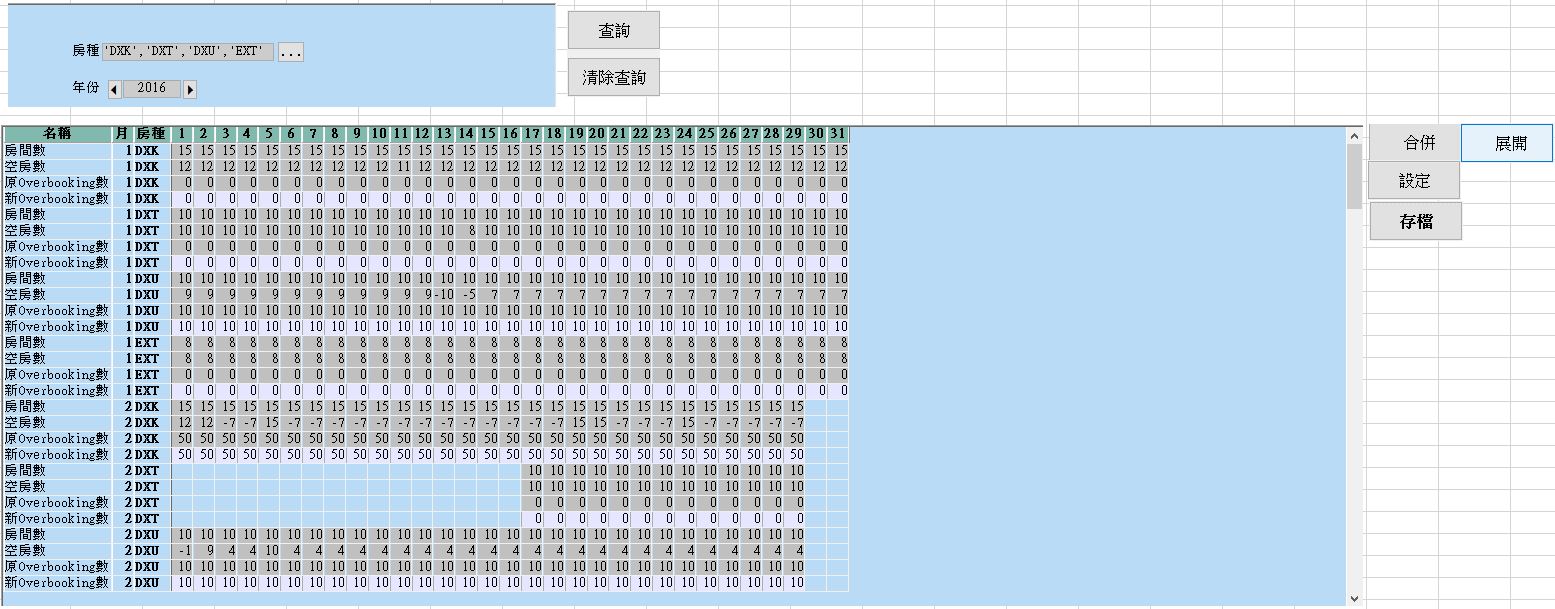 房種 'DXK','DXT','DXU','EXT' ...
年份 2016
查詢
清除查詢
名稱 月 房種 1 2 3 4 5 6 7 8 9 10 11 12 13 14 15 16 17 18 19 20 21 22 23 24 25 26 27 28 29 30 31
房間數 1 DXK 15 15 15 15 15 15 15 15 15 15 15 15 15 15 15 15 15 15 15 15 15 15 15 15 15 15 15 15 15 15 15
空房數 1 DXK 12 12 12 12 12 12 12 12 12 12 11 12 12 12 12 12 12 12 12 12 12 12 12 12 12 12 12 12 12 12 12
原Overbooking數 1 DXK 0 0 0 0 0 0 0 0 0 0 0 0 0 0 0 0 0 0 0 0 0 0 0 0 0 0 0 0 0 0 0
新Overbooking數 1 DXK 0 0 0 0 0 0 0 0 0 0 0 0 0 0 0 0 0 0 0 0 0 0 0 0 0 0 0 0 0 0 0
房間數 1 DXT 10 10 10 10 10 10 10 10 10 10 10 10 10 10 10 10 10 10 10 10 10 10 10 10 10 10 10 10 10 10 10
空房數 1 DXT 10 10 10 10 10 10 10 10 10 10 10 10 10 8 10 10 10 10 10 10 10 10 10 10 10 10 10 10 10 10 10
原Overbooking數 1 DXT 0 0 0 0 0 0 0 0 0 0 0 0 0 0 0 0 0 0 0 0 0 0 0 0 0 0 0 0 0 0 0
新Overbooking數 1 DXT 0 0 0 0 0 0 0 0 0 0 0 0 0 0 0 0 0 0 0 0 0 0 0 0 0 0 0 0 0 0 0
房間數 1 DXU 10 10 10 10 10 10 10 10 10 10 10 10 10 10 10 10 10 10 10 10 10 10 10 10 10 10 10 10 10 10 10
空房數 1 DXU 9 9 9 9 9 9 9 9 9 9 9 9 -10 -5 7 7 7 7 7 7 7 7 7 7 7 7 7 7 7 7 7
原Overbooking數 1 DXU 10 10 10 10 10 10 10 10 10 10 10 10 10 10 10 10 10 10 10 10 10 10 10 10 10 10 10 10 10 10 10
新Overbooking數 1 DXU 10 10 10 10 10 10 10 10 10 10 10 10 10 10 10 10 10 10 10 10 10 10 10 10 10 10 10 10 10 10 10
房間數 1 EXT 8 8 8 8 8 8 8 8 8 8 8 8 8 8 8 8 8 8 8 8 8 8 8 8 8 8 8 8 8 8 8
空房數 1 EXT 8 8 8 8 8 8 8 8 8 8 8 8 8 8 8 8 8 8 8 8 8 8 8 8 8 8 8 8 8 8 8
原Overbooking數 1 EXT 0 0 0 0 0 0 0 0 0 0 0 0 0 0 0 0 0 0 0 0 0 0 0 0 0 0 0 0 0 0 0
新Overbooking數 1 EXT 0 0 0 0 0 0 0 0 0 0 0 0 0 0 0 0 0 0 0 0 0 0 0 0 0 0 0 0 0 0 0
房間數 2 DXK 15 15 15 15 15 15 15 15 15 15 15 15 15 15 15 15 15 15 15 15 15 15 15 15 15 15 15 15 15
空房數 2 DXK 12 12 -7 -7 15 -7 -7 -7 -7 -7 -7 -7 -7 -7 -7 -7 -7 -7 15 15 -7 -7 -7 15 -7 -7 -7 -7 -7
原Overbooking數 2 DXK 50 50 50 50 50 50 50 50 50 50 50 50 50 50 50 50 50 50 50 50 50 50 50 50 50 50 50 50 50
新Overbooking數 2 DXK 50 50 50 50 50 50 50 50 50 50 50 50 50 50 50 50 50 50 50 50 50 50 50 50 50 50 50 50 50
房間數 2 DXT 10 10 10 10 10 10 10 10 10 10 10 10 10
空房數 2 DXT 10 10 10 10 10 10 10 10 10 10 10 10 10
原Overbooking數 2 DXT 0 0 0 0 0 0 0 0 0 0 0 0 0
新Overbooking數 2 DXT 0 0 0 0 0 0 0 0 0 0 0 0 0
房間數 2 DXU 10 10 10 10 10 10 10 10 10 10 10 10 10 10 10 10 10 10 10 10 10 10 10 10 10 10 10 10 10
空房數 2 DXU -1 9 4 4 10 4 4 4 4 4 4 4 4 4 4 4 4 4 4 4 4 4 4 4 4 4 4 4 4
原Overbooking數 2 DXU 10 10 10 10 10 10 10 10 10 10 10 10 10 10 10 10 10 10 10 10 10 10 10 10 10 10 10 10 10
新Overbooking數 2 DXU 10 10 10 10 10 10 10 10 10 10 10 10 10 10 10 10 10 10 10 10 10 10 10 10 10 10 10 10 10
合併 展開
設定
存檔